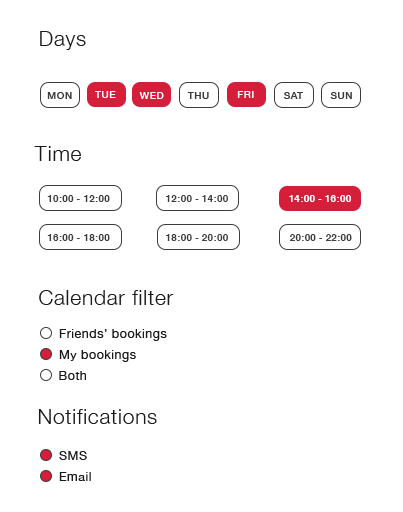 Days
MON TUE WED THU FRI SAT SUN
Time
10:00 - 12:00 12:00 - 14:00 14:00 - 16:00
16:00 - 18:00 18:00 - 20:00 20:00 - 22:00
Calendar filter
Friends’ bookings
My bookings
Both
Notifications
SMS
Email